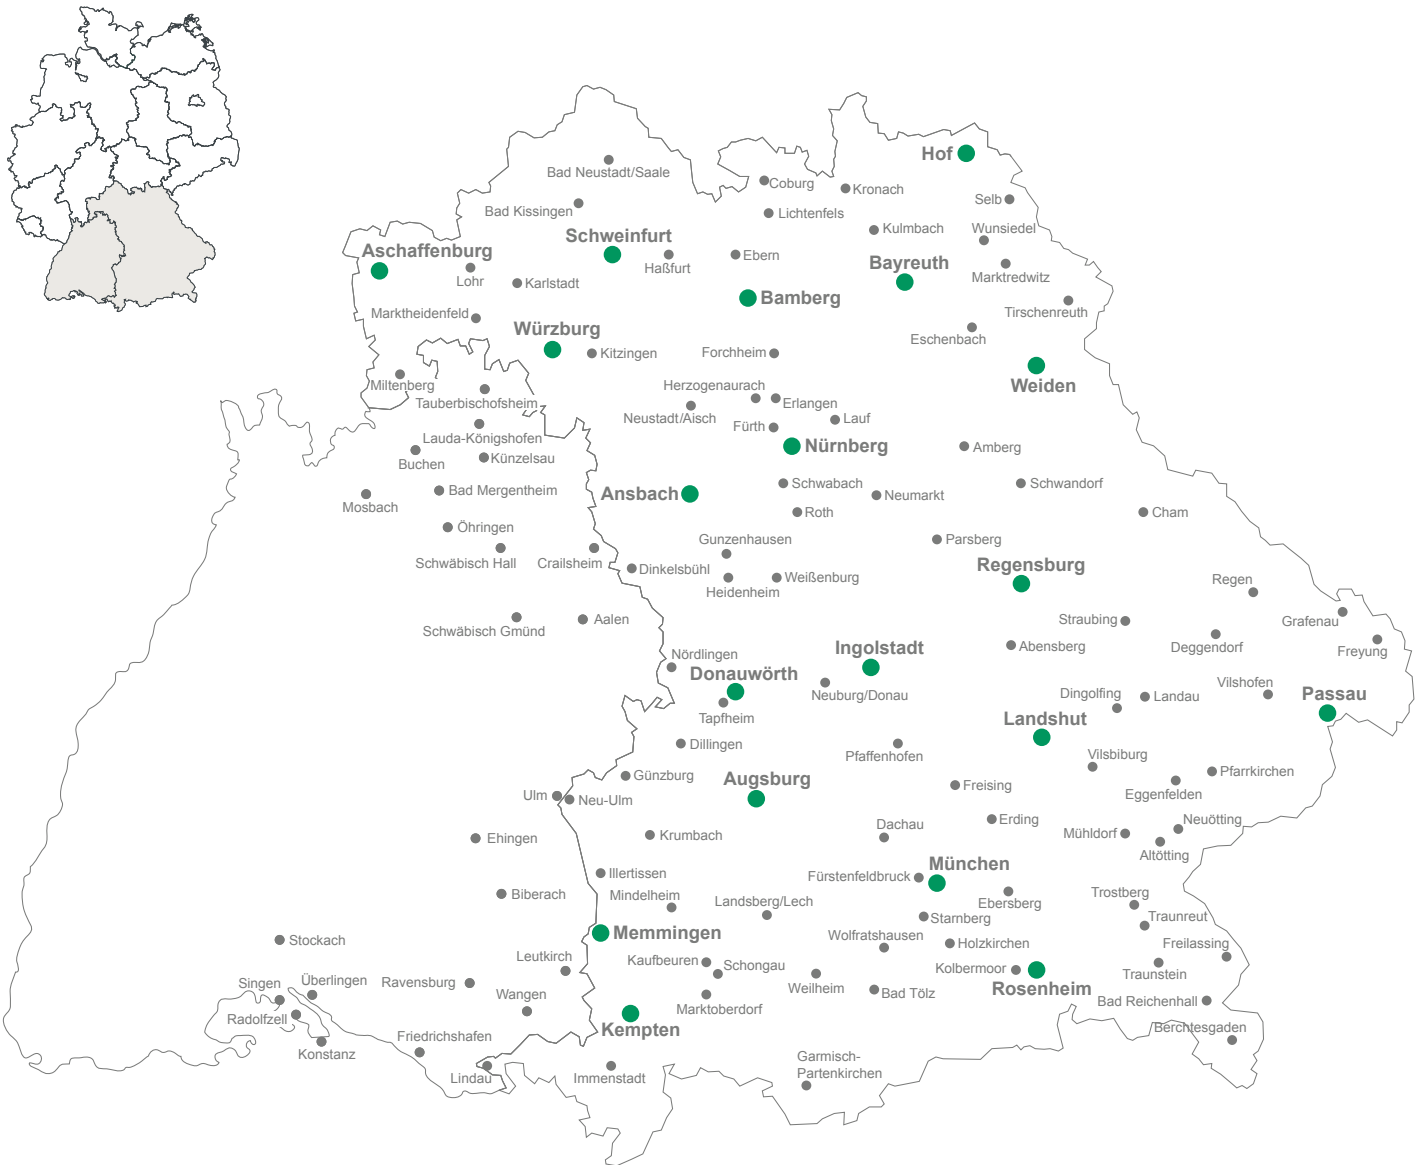 Hof
Bad Neustadt/Saale
Coburg
Kronach
Selb
Bad Kissingen
Lichtenfels
Kulmbach
Wunsiedel
Schweinfurt
Aschaffenburg
Haßfurt
Ebern
Bayreuth
Marktredwitz
Lohr
Karlstadt
Bamberg
Tirschenreuth
Marktheidenfeld
Würzburg
Eschenbach
Kitzingen
Forchheim
Weiden
Miltenberg
Herzogenaurach
Tauberbischofsheim
Erlangen
Neustadt/Aisch
Lauf
Fürth
Lauda-Königshofen
Nürnberg
Amberg
Künzelsau
Buchen
Schwabach
Schwandorf
Bad Mergentheim
Ansbach
Neumarkt
Mosbach
Roth
Cham
Öhringen
Gunzenhausen
Parsberg
Schwäbisch Hall
Crailsheim
Dinkelsbühl
Regensburg
Weißenburg
Regen
Heidenheim
Aalen
Straubing
Grafenau
Schwäbisch Gmünd
Abensberg
Deggendorf
Freyung
Ingolstadt
Nördlingen
Donauwörth
Neuburg/Donau
Vilshofen
Dingolfing
Landau
Passau
Tapfheim
Landshut
Dillingen
Pfaffenhofen
Vilsbiburg
Pfarrkirchen
Günzburg
Augsburg
Freising
Eggenfelden
Ulm
Neu-Ulm
Erding
Neuötting
Dachau
Mühldorf
Ehingen
Krumbach
Altötting
München
Illertissen
Fürstenfeldbruck
Trostberg
Biberach
Mindelheim
Landsberg/Lech
Ebersberg
Starnberg
Traunreut
Memmingen
Wolfratshausen
Stockach
Holzkirchen
Freilassing
Leutkirch
Kaufbeuren
Schongau
Kolbermoor
Traunstein
Singen
Überlingen
Ravensburg
Weilheim
Rosenheim
Wangen
Bad Tölz
Bad Reichenhall
Marktoberdorf
Radolfzell
Kempten
Berchtesgaden
Friedrichshafen
Konstanz
Garmisch-
Partenkirchen
Lindau
Immenstadt